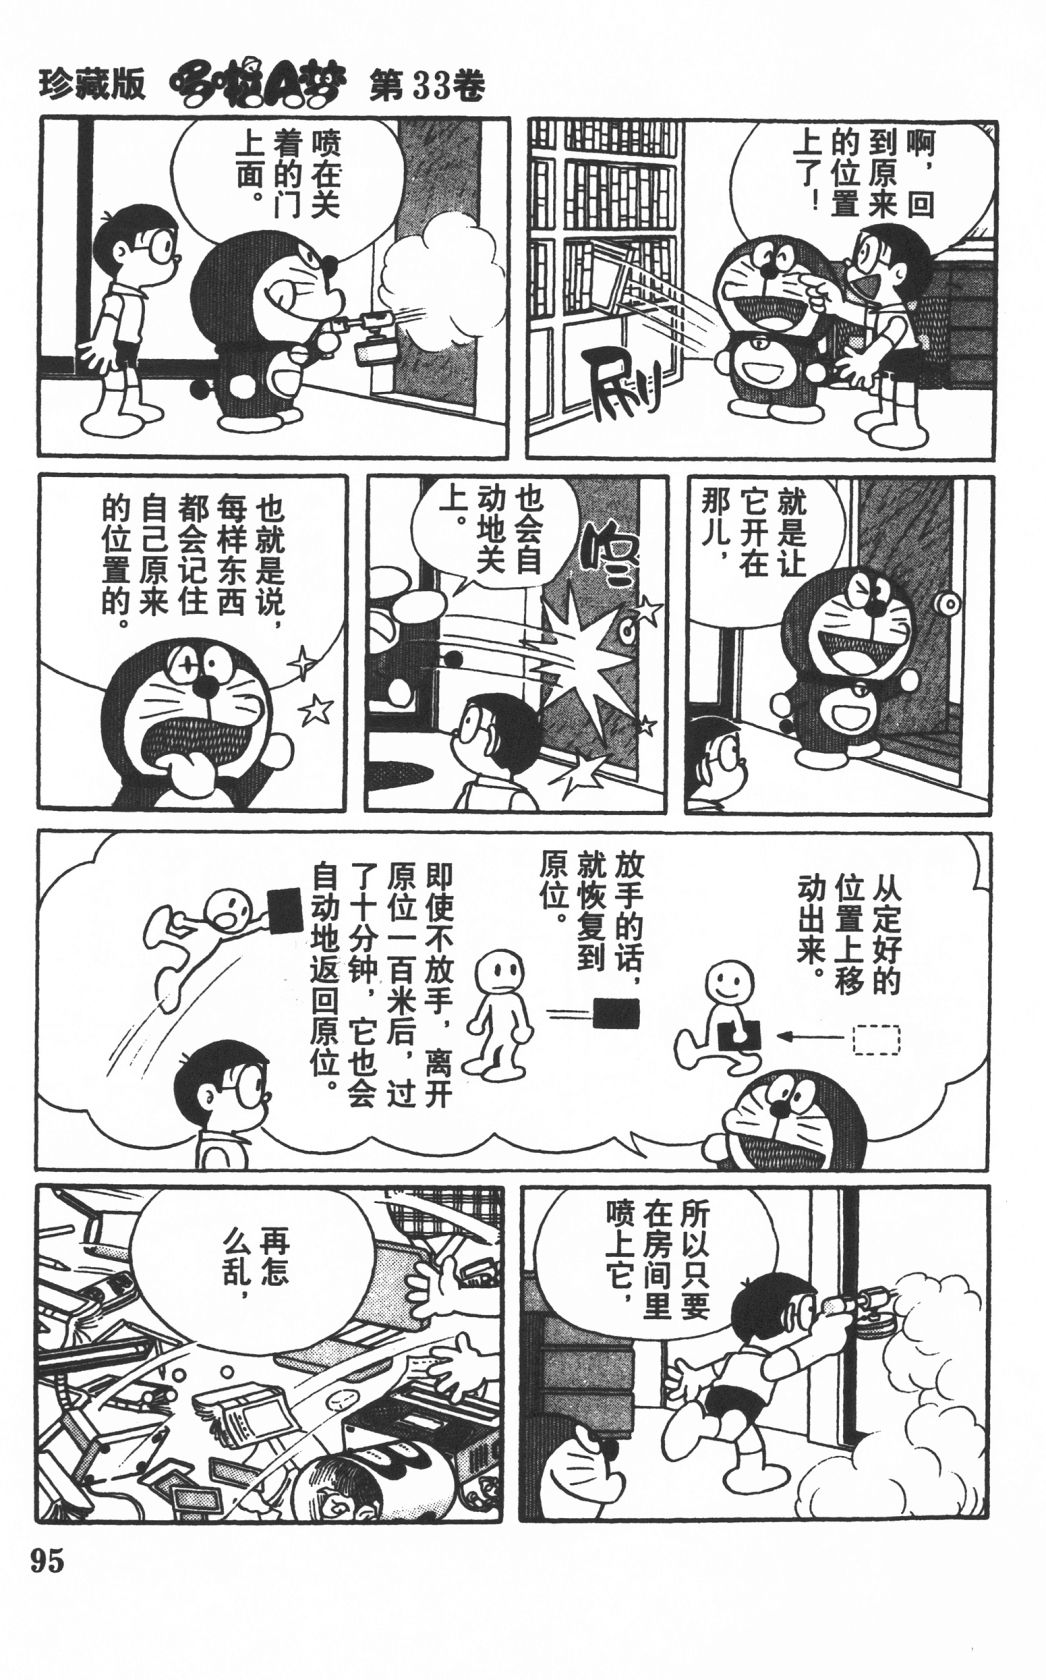 珍藏版 哆啦A梦 第33卷
啊，回
到原来
的位置
上了！
刷
喷在关
着的门
上面。
就是让
它开在
那儿，
也会自
动地关
上。
咚
也就是说，
每样东西
都会记住
自己原来
的位置的。
从定好的
位置上移
动出来。
放手的话，
就恢复到
原位。
即使不放手，离开
原位一百米后，过
了十分钟，它也会
自动地返回原位。
所以只要
在房间里
喷上它，
再怎
么乱，
95